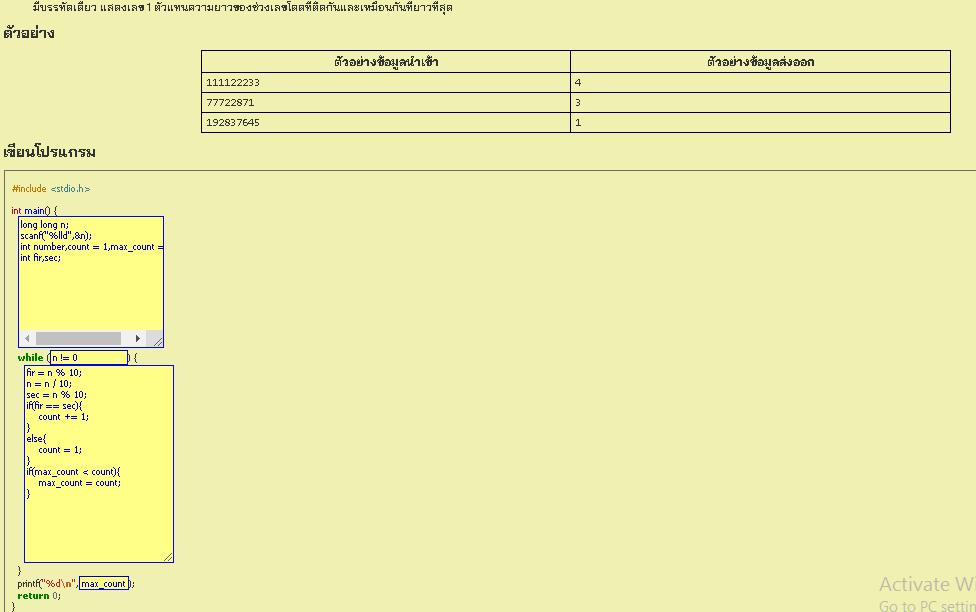 มีบรรทัดเดียว แสดงเลข 1 ตัวแทนความยาวของช่วงเลขโดดที่ติดกันและเหมือนกันที่ยาวที่สุด
ตัวอย่าง
ตัวอย่างข้อมูลนำเข้า ตัวอย่างข้อมูลส่งออก
111122233 4
77722871 3
192837645 1
เขียนโปรแกรม
#include <stdio.h>
int main() {
long long n;
scanf("%lld",&n);
int number,count = 1,max_count =
int fir,sec;
while (n != 0) {
fir = n % 10;
n = n / 10;
sec = n % 10;
if(fir == sec){
count += 1;
}
else{
count = 1;
}
if(max_count < count){
max_count = count;
}
}
printf("%d\n",max_count);
return 0;
}
Activate Wi
Go to PC settin